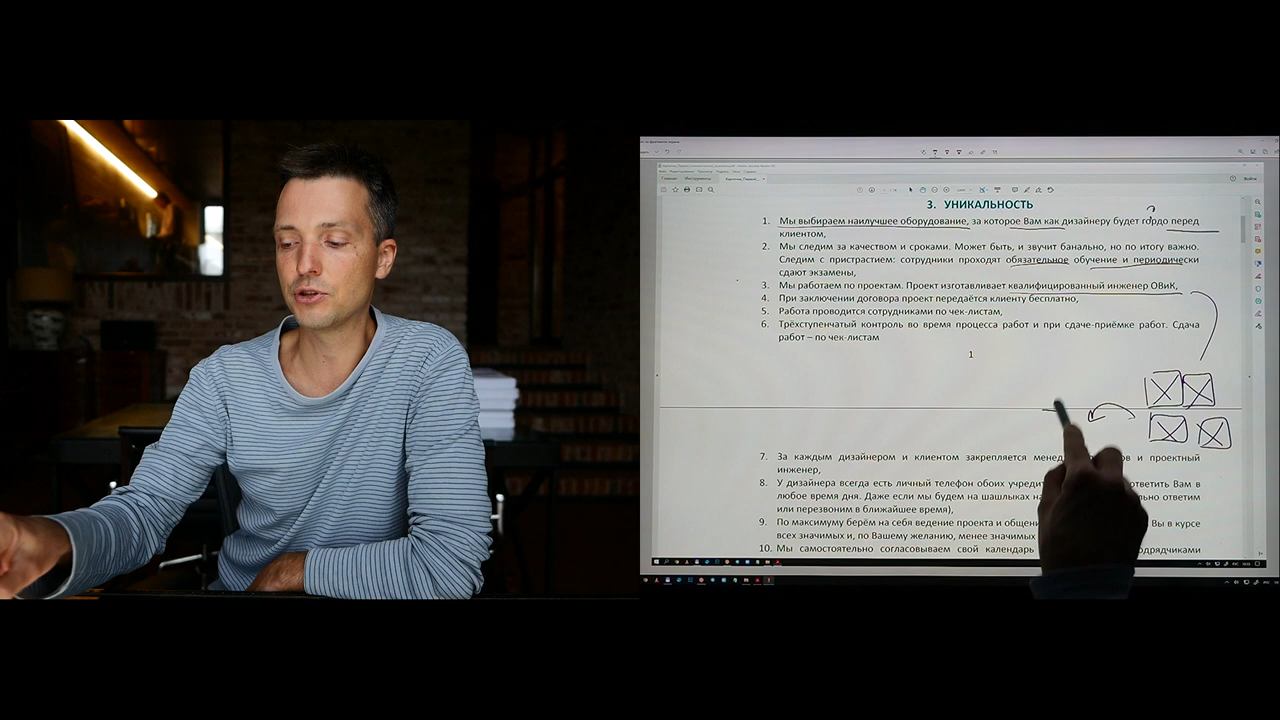 3. УНИКАЛЬНОСТЬ
1. Мы выбираем наилучшее оборудование, за которое Вам как дизайнеру будет гордо перед
клиентом,
2. Мы следим за качеством и сроками. Может быть, и звучит банально, но по итогу важно.
Следим с пристрастием: сотрудники проходят обязательное обучение и периодически
сдают экзамены,
3. Мы работаем по проектам. Проект изготавливает квалифицированный инженер ОВиК,
4. При заключении договора проект передаётся клиенту бесплатно,
5. Работа проводится сотрудниками по чек-листам,
6. Трёхступенчатый контроль во время процесса работ и при сдаче-приёмке работ. Сдача
работ – по чек-листам
1
7. За каждым дизайнером и клиентом закрепляется и проектный
инженер,
8. У дизайнера всегда есть личный телефон обоих ответить Вам в
любое время дня. Даже если мы будем на шашлыках ответим
или перезвоним в ближайшее время),
9. По максимуму берём на себя ведение проекта и Вы в курсе
всех значимых и, по Вашему желанию, менее значимых
10. Мы самостоятельно согласовываем свой календарь